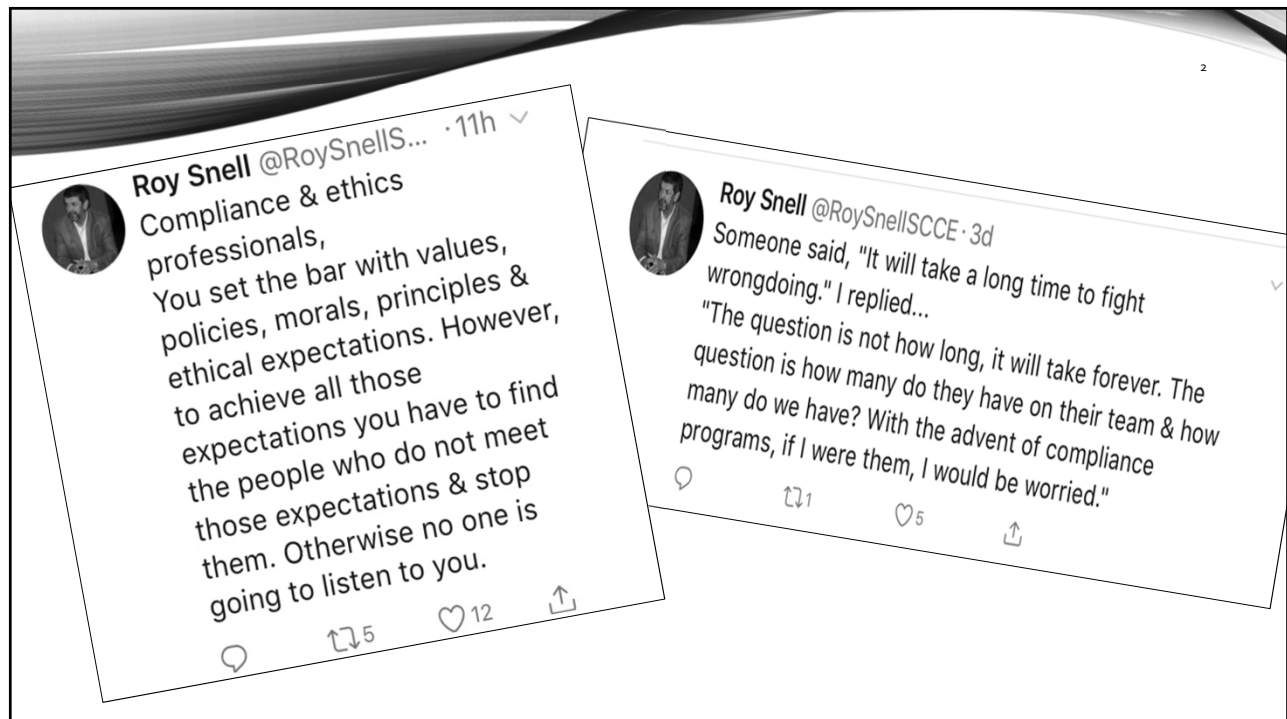 2
Roy Snell @RoySnellS... · 11h
Compliance & ethics
professionals,
You set the bar with values,
policies, morals, principles &
ethical expectations. However,
to achieve all those
expectations you have to find
the people who do not meet
those expectations & stop
them. Otherwise no one is
going to listen to you.
5 12
Roy Snell @RoySnellSCCE · 3d
Someone said, "It will take a long time to fight
wrongdoing." I replied...
"The question is not how long, it will take forever. The
question is how many do they have on their team & how
many do we have? With the advent of compliance
programs, if I were them, I would be worried."
1 5